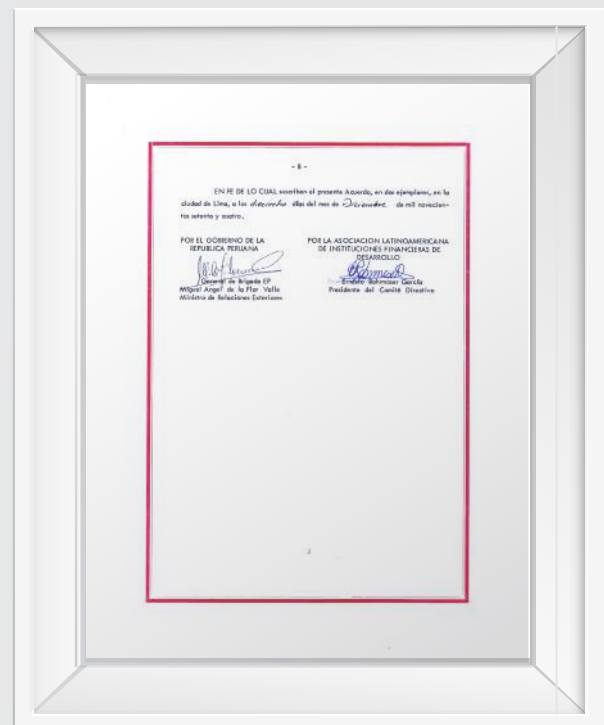 - 8 -
EN FE DE LO CUAL suscriben el presente Acuerdo, en dos ejemplares, en la
ciudad de Lima, a los dieciocho días del mes de Diciembre de mil novecien-
tos setenta y cuatro.
POR EL GOBIERNO DE LA
REPUBLICA PERUANA
General de Brigada EP
Miguel Angel de la Flor Valle
Ministro de Relaciones Exteriores
POR LA ASOCIACION LATINOAMERICANA
DE INSTITUCIONES FINANCIERAS DE
DESARROLLO
Ernesto Rohrmoser García
Presidente del Comité Directivo